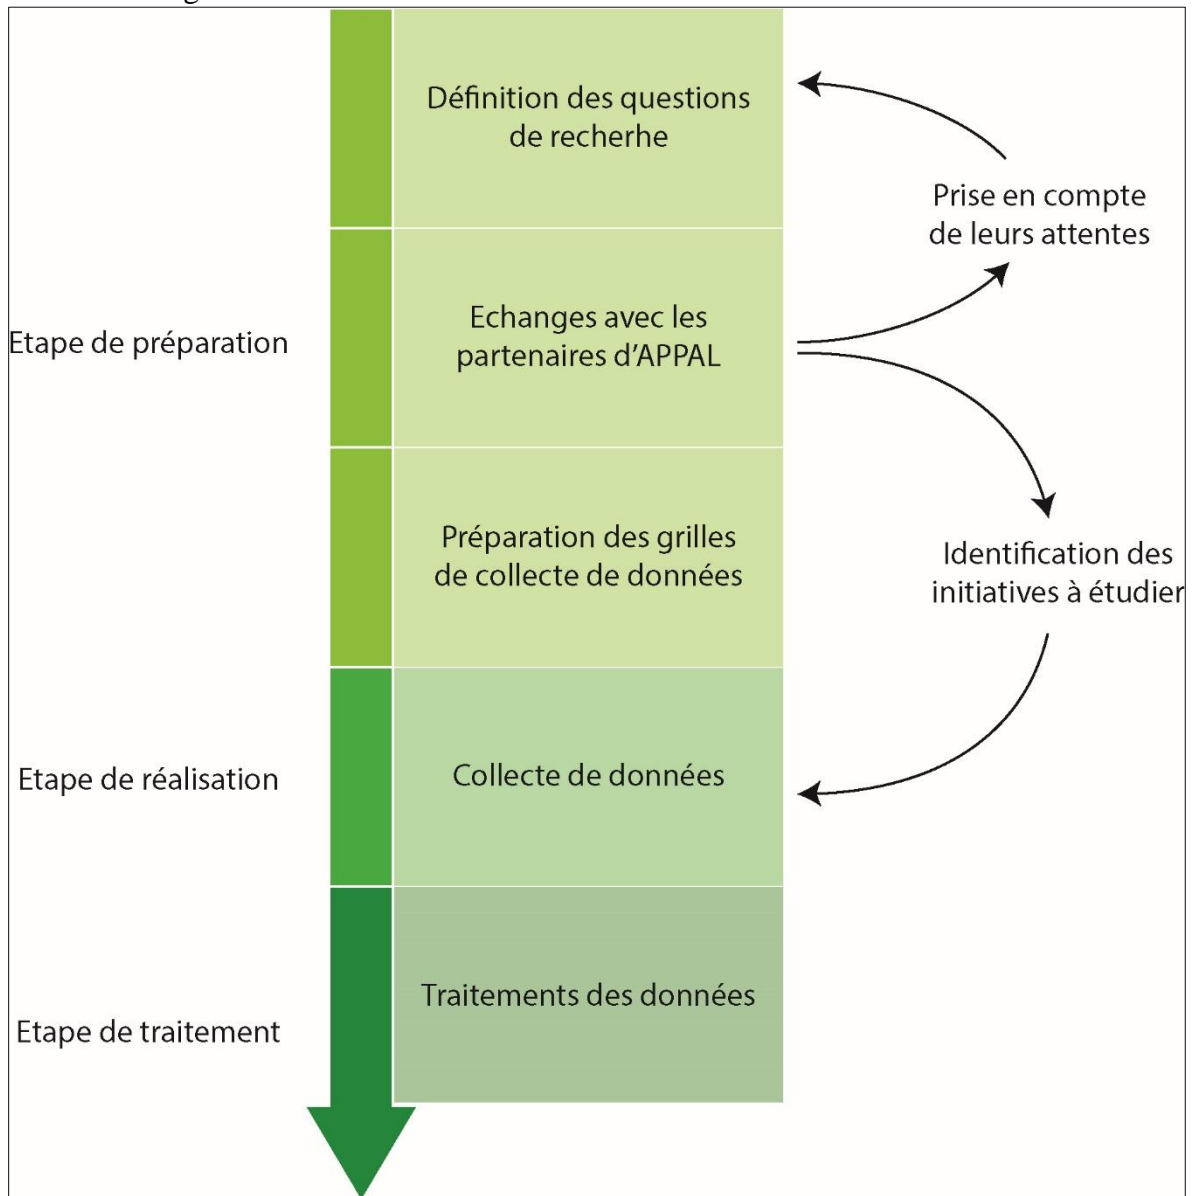 Définition des questions
de recherhe
Prise en compte
de leurs attentes
Etape de préparation
Echanges avec les
partenaires d'APPAL
Préparation des grilles
de collecte de données
Identification des
initiatives à étudier
Etape de réalisation
Collecte de données
Traitements des données
Etape de traitement